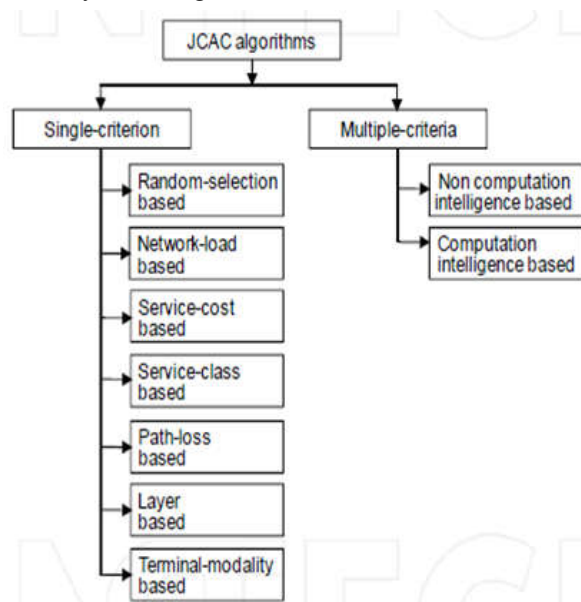 JCAC algorithms
Single-criterion
Multiple-criteria
Random-selection
based
Network-load
based
Service-cost
based
Service-class
based
Path-loss
based
Layer
based
Terminal-modality
based
Non computation
intelligence based
Computation
intelligence based